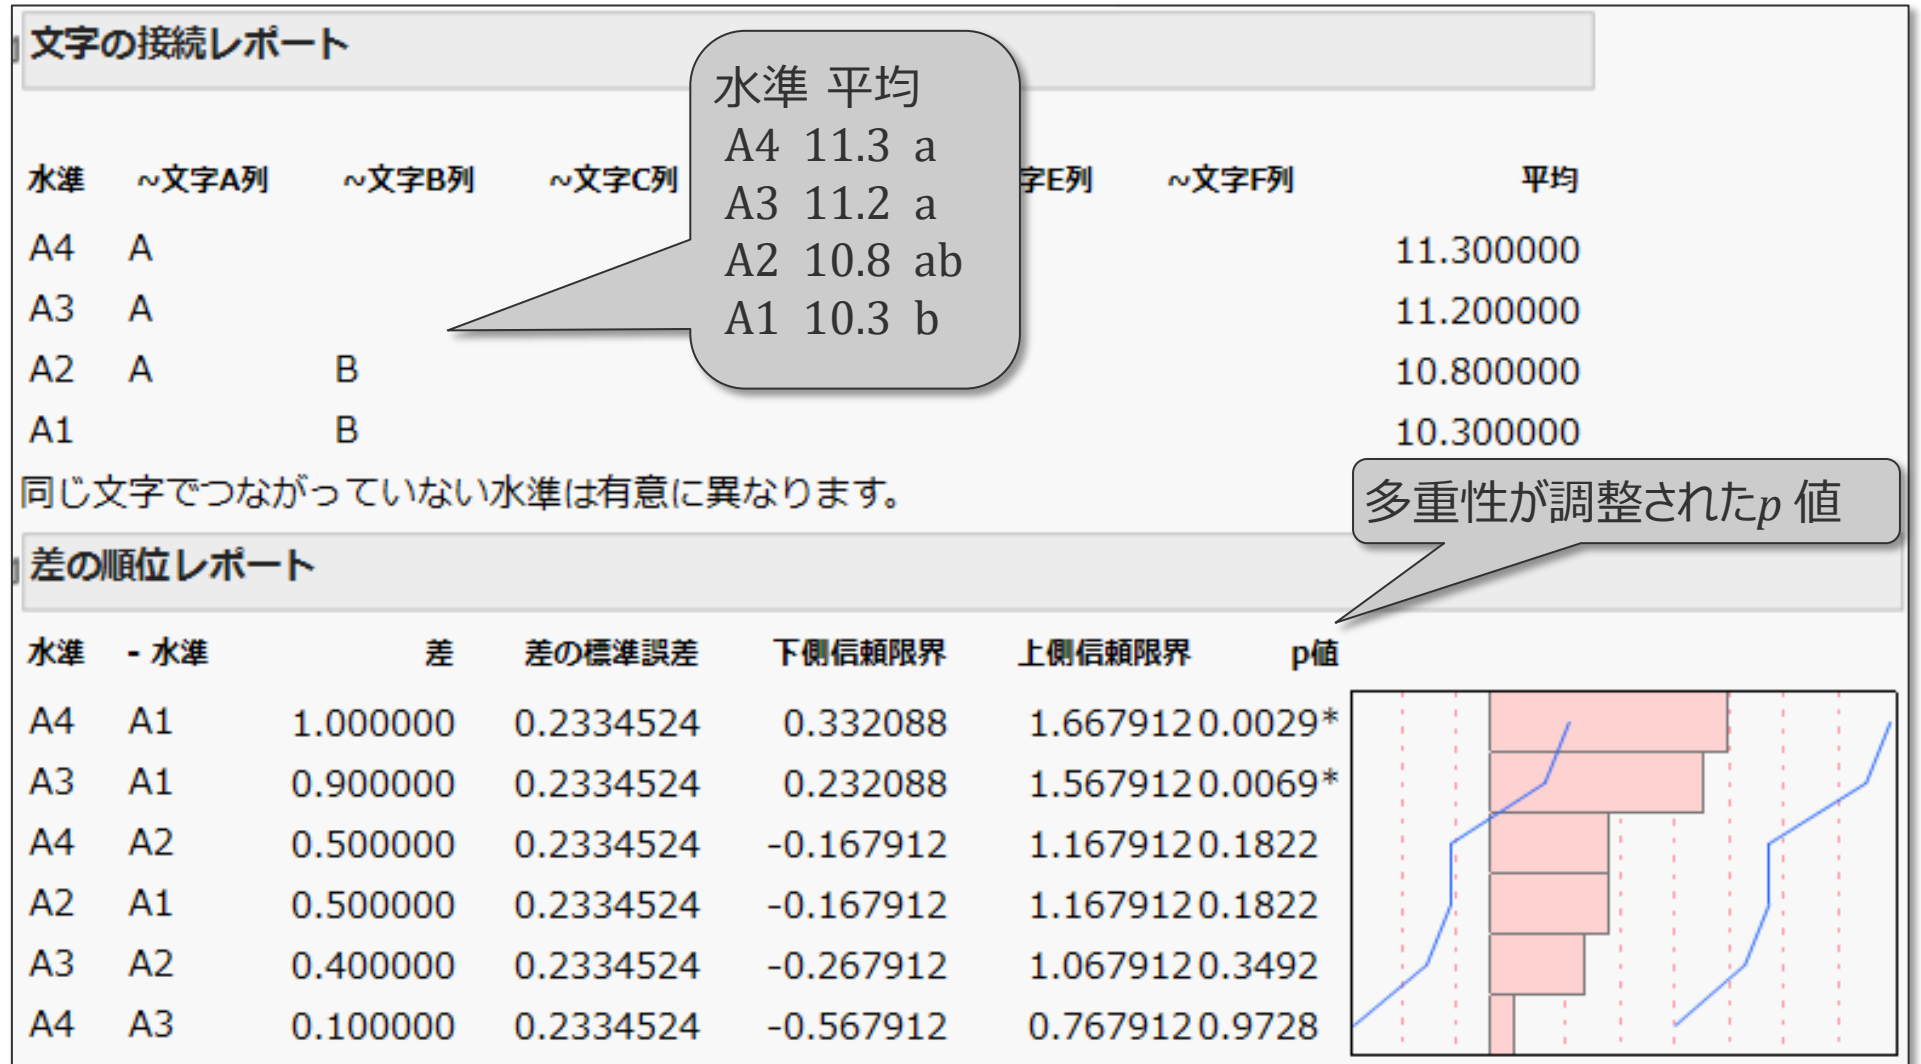 文字の接続レポート
水準 平均
A4 11.3 a
A3 11.2 a
A2 10.8 ab
A1 10.3 b
水準 ~文字A列 ~文字B列 ~文字C列 字E列 ~文字F列 平均
A4 A 11.300000
A3 A 11.200000
A2 A B 10.800000
A1 B 10.300000
同じ文字でつながっていない水準は有意に異なります。
多重性が調整されたp 値
差の順位レポート
水準 - 水準 差 差の標準誤差 下側信頼限界 上側信頼限界 p値
A4 A1 1.000000 0.2334524 0.332088 1.667912 0.0029*
A3 A1 0.900000 0.2334524 0.232088 1.567912 0.0069*
A4 A2 0.500000 0.2334524 -0.167912 1.167912 0.1822
A2 A1 0.500000 0.2334524 -0.167912 1.167912 0.1822
A3 A2 0.400000 0.2334524 -0.267912 1.067912 0.3492
A4 A3 0.100000 0.2334524 -0.567912 0.767912 0.9728